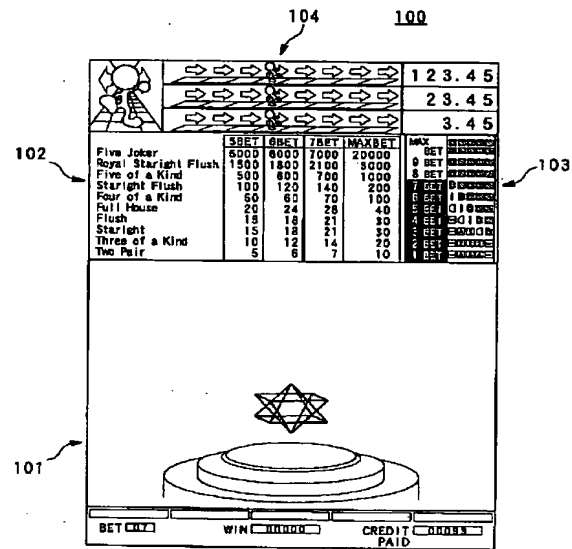 104 100
123.45
23.45
3.45
5BET 6BET 7BET MAXBET
Five Joker 5000 6000 7000 20000
Royal Staright Flush 1500 1800 2100 3000
Five of a Kind 500 600 700 1000
Staright Flush 100 120 140 200
Four of a Kind 50 60 70 100
Full House 20 24 28 40
Flush 15 18 21 30
Staright 15 18 21 30
Three of a Kind 10 12 14 20
Two Pair 5 6 7 10
MAX
BET
9 BET
8 BET
7 BET
6 BET
5 BET
4 BET
3 BET
2 BET
1 BET
102
103
101
BET 07 WIN 00000 CREDIT 00093
PAID